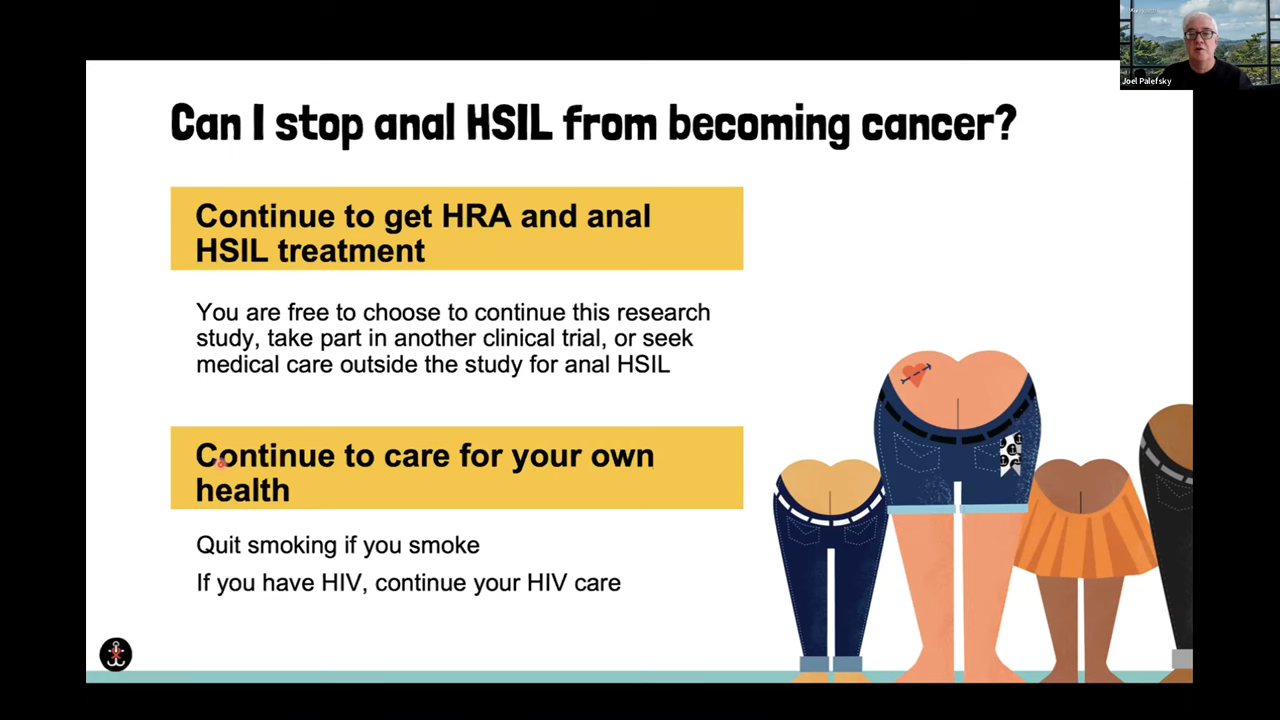 Joel Palefsky
Can I stop anal HSIL from becoming cancer?
Continue to get HRA and anal
HSIL treatment
You are free to choose to continue this research
study, take part in another clinical trial, or seek
medical care outside the study for anal HSIL
Continue to care for your own
health
Quit smoking if you smoke
If you have HIV, continue your HIV care